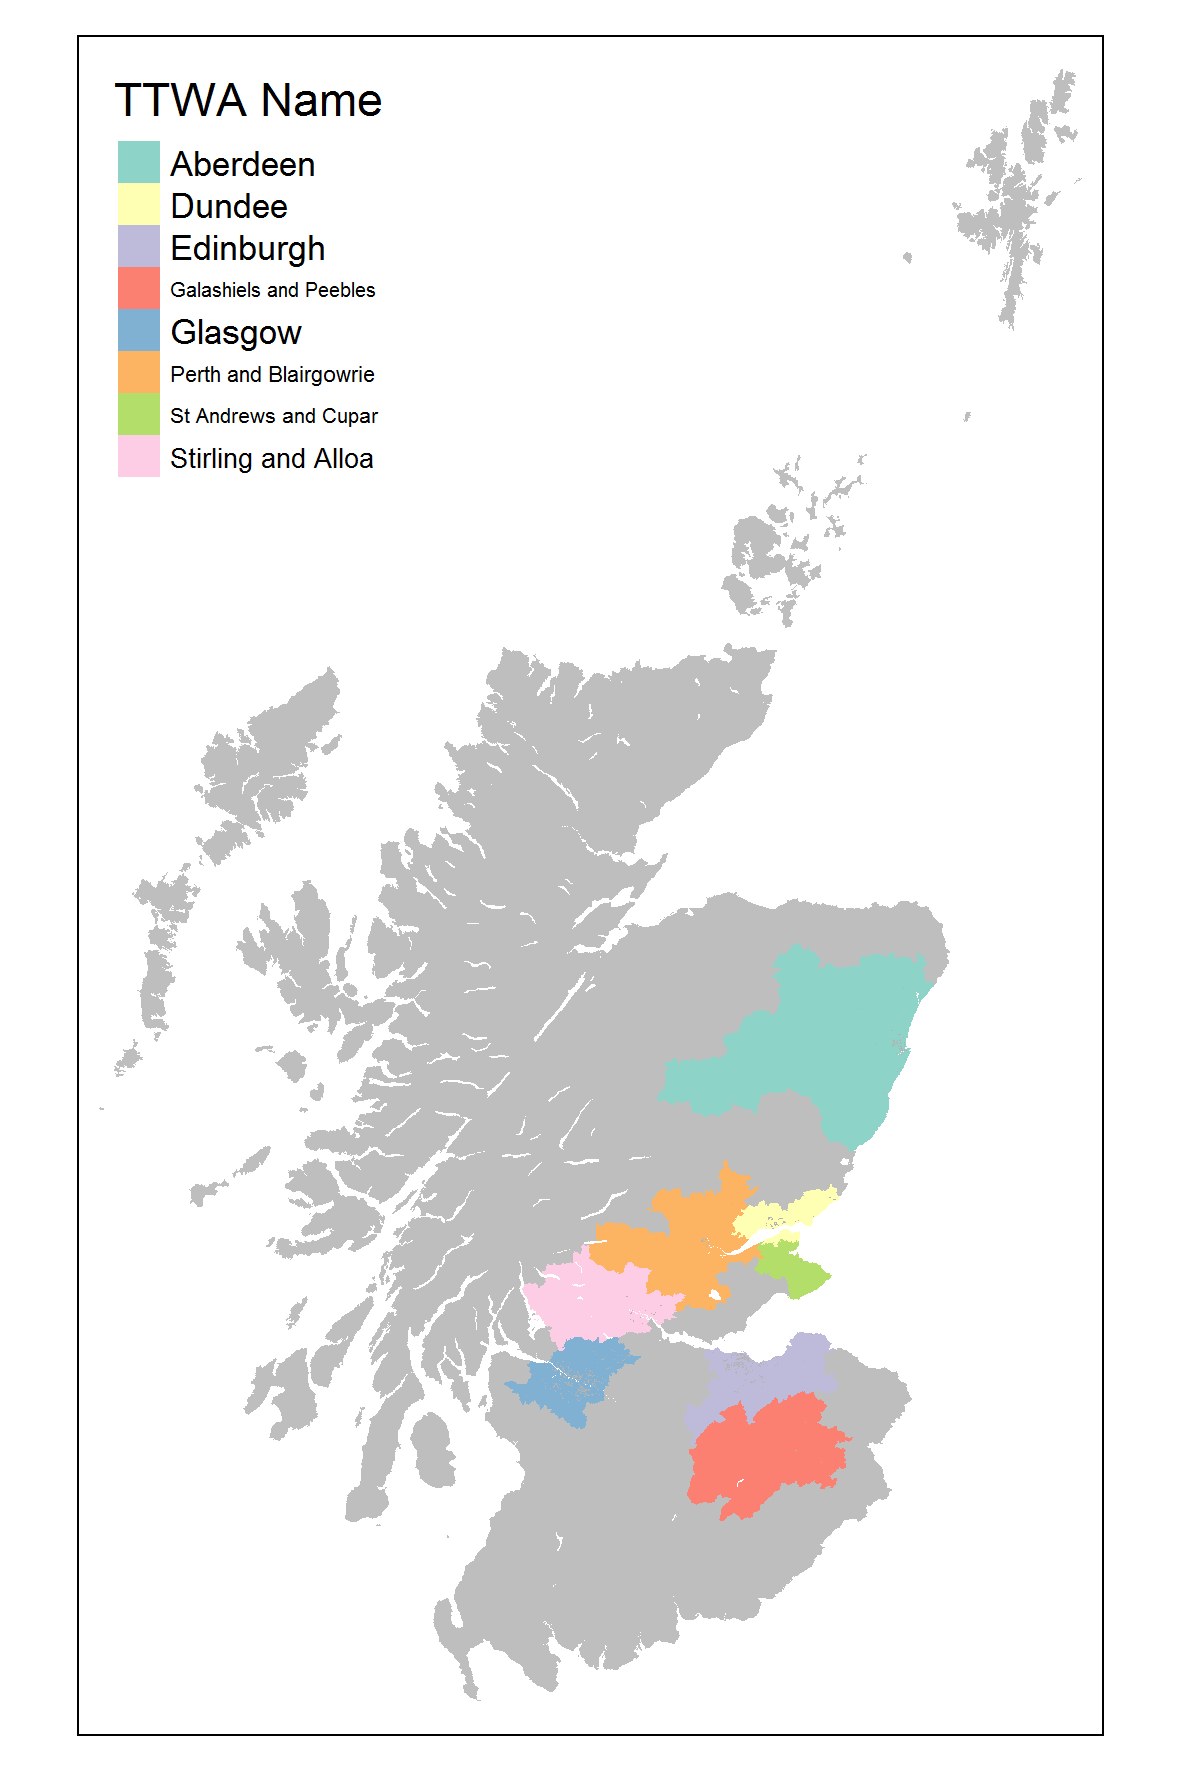 TTWA Name
Aberdeen
Dundee
Edinburgh
Galashiels and Peebles
Glasgow
Perth and Blairgowrie
St Andrews and Cupar
Stirling and Alloa